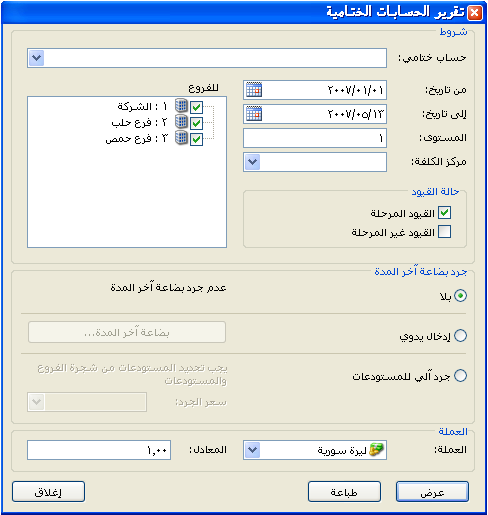 تقرير الحسابات الختامية
شروط
حساب ختامي:
من تاريخ: ٢٠٠٧/٠١/٠١
إلى تاريخ: ٢٠٠٧/٠٥/١٣
المستوى: ١
مركز الكلفة:
للفروع
١ : الشركة
٢ : فرع حلب
٣ : فرع حمص
حالة القيود
القيود المرحلة
القيود غير المرحلة
جرد بضاعة آخر المدة
بلا
عدم جرد بضاعة آخر المدة
إدخال يدوي
بضاعة آخر المدة...
جرد آلي للمستودعات
يجب تحديد المستودعات من شجرة الفروع
والمستودعات
سعر الجرد:
العملة
العملة: ليرة سورية
المعادل: ١,٠٠
عرض
طباعة
إغلاق